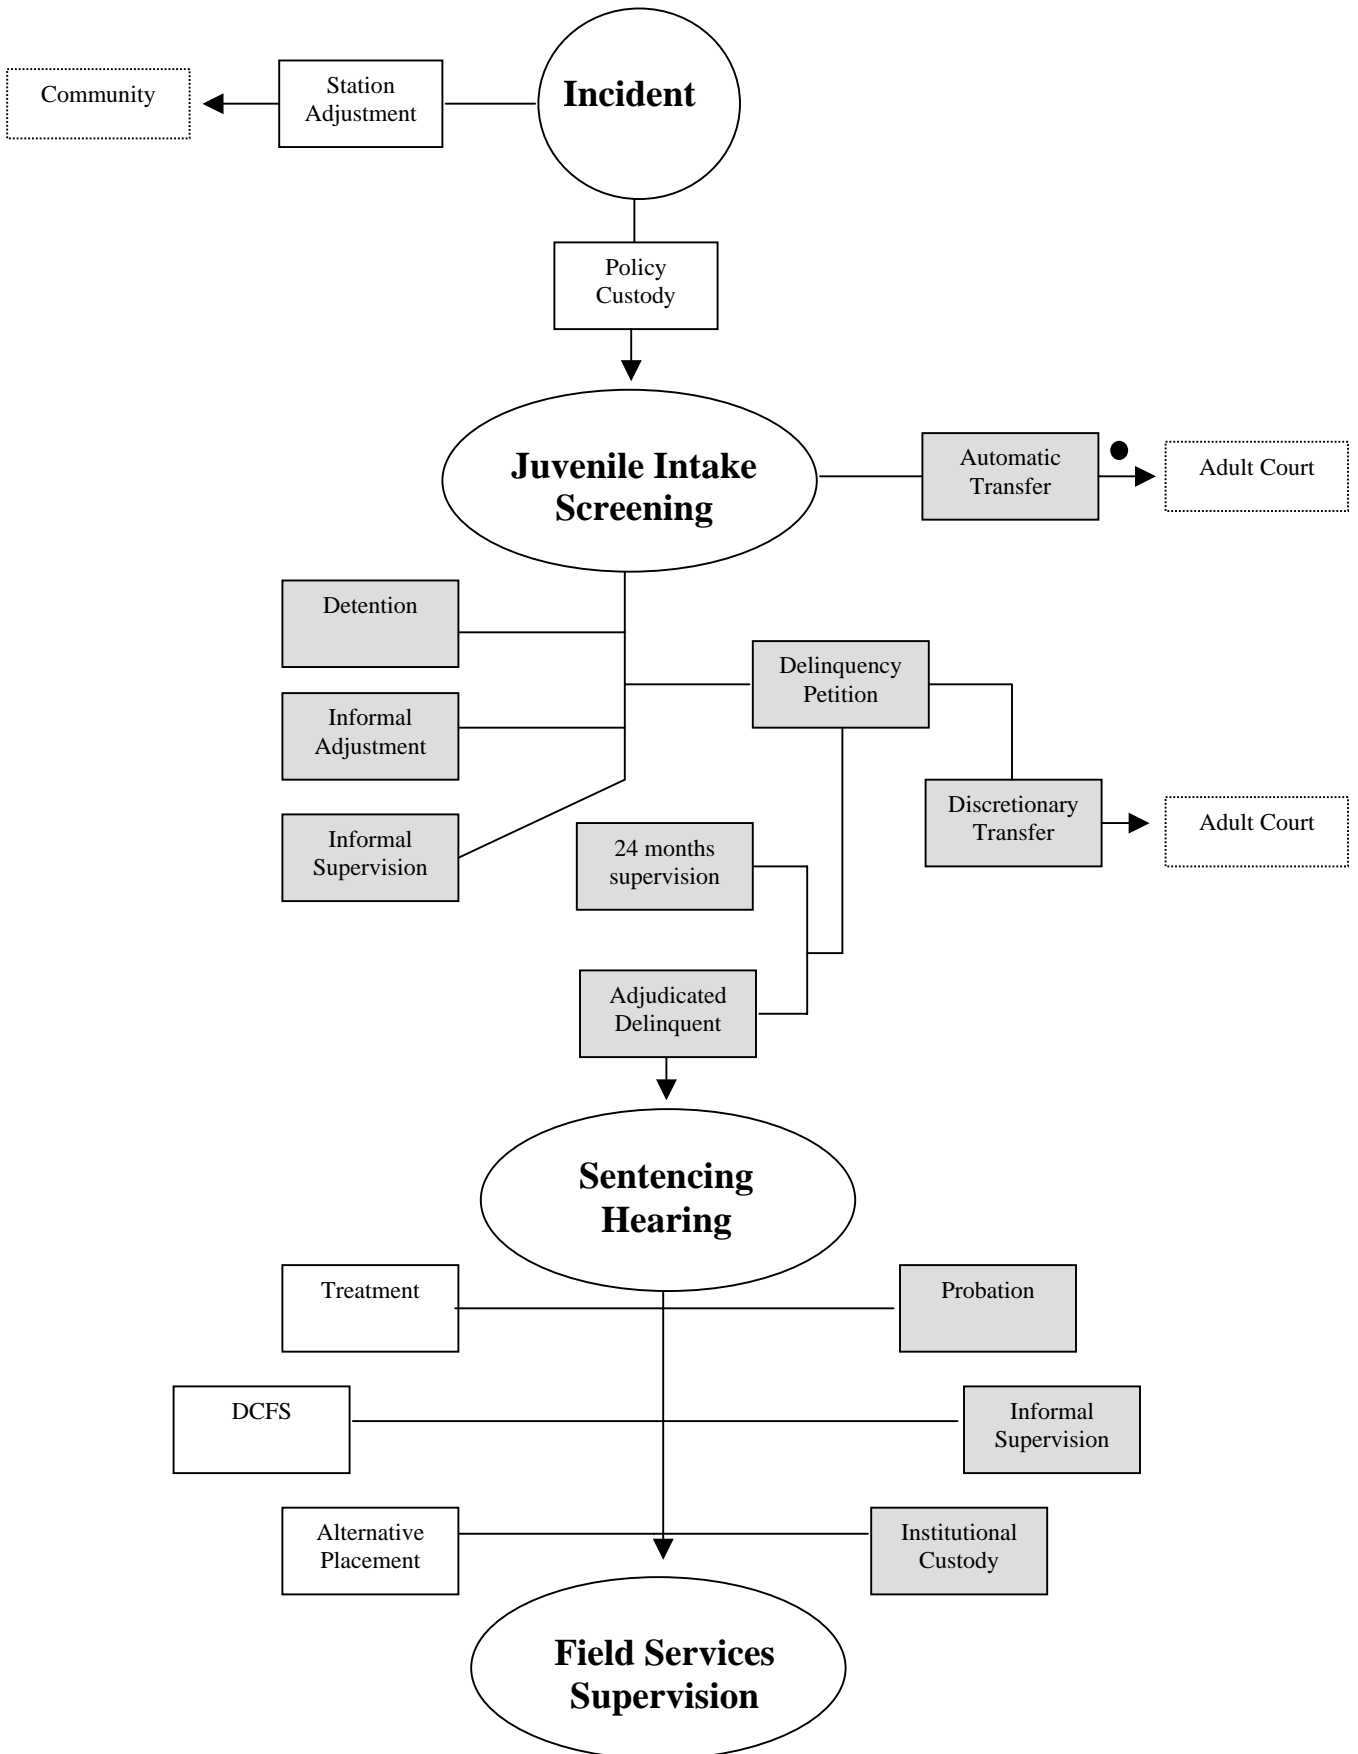 Incident
Community
Station
Adjustment
Policy
Custody
Juvenile Intake
Screening
Automatic
Transfer
Adult Court
Detention
Delinquency
Petition
Informal
Adjustment
Discretionary
Transfer
Adult Court
Informal
Supervision
24 months
supervision
Adjudicated
Delinquent
Sentencing
Hearing
Treatment
Probation
DCFS
Informal
Supervision
Alternative
Placement
Institutional
Custody
Field Services
Supervision